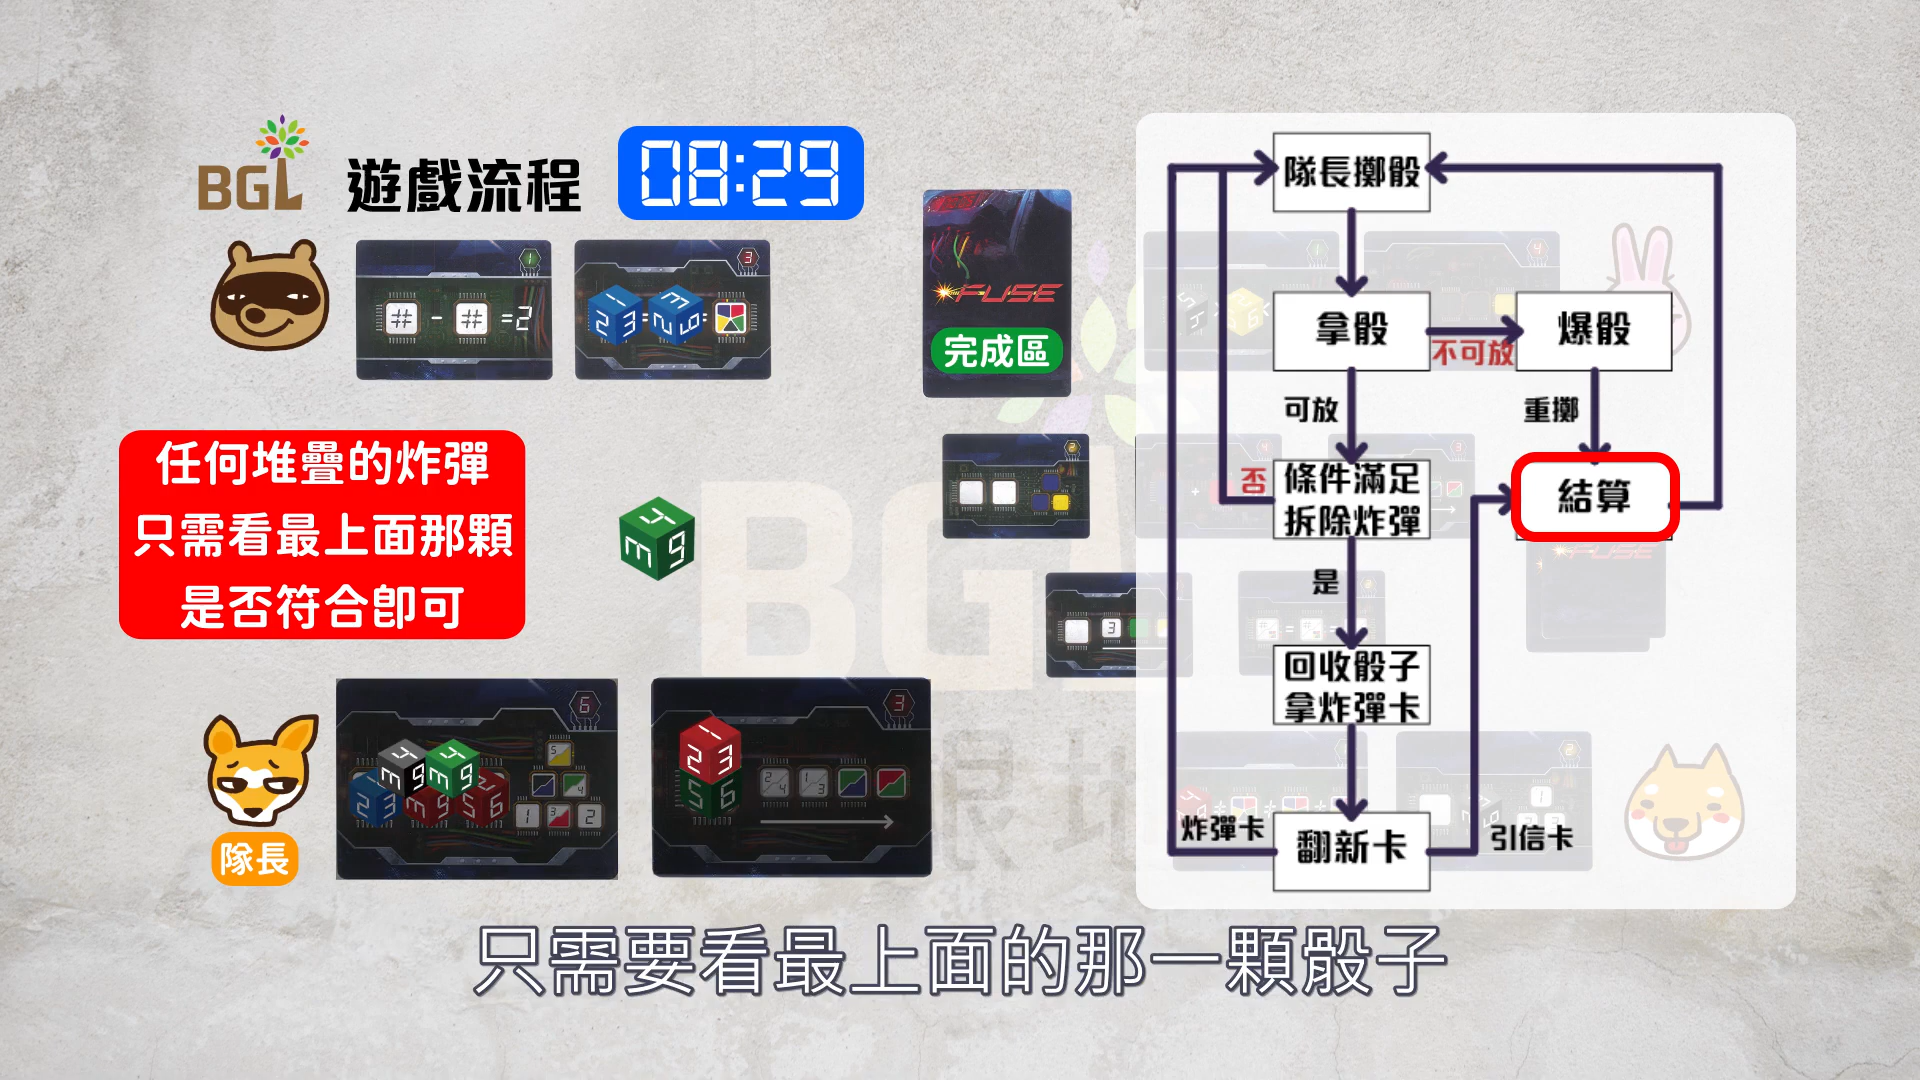 BGL
遊戲流程
08:29
1
# - # =2
3
FUSE
完成區
任何堆疊的炸彈
只需看最上面那顆
是否符合即可
隊長
隊長擲骰
拿骰
不可放
爆骰
可放
重擲
否
條件滿足
拆除炸彈
結算
是
回收骰子
拿炸彈卡
炸彈卡
翻新卡
引信卡
只需要看最上面的那一顆骰子